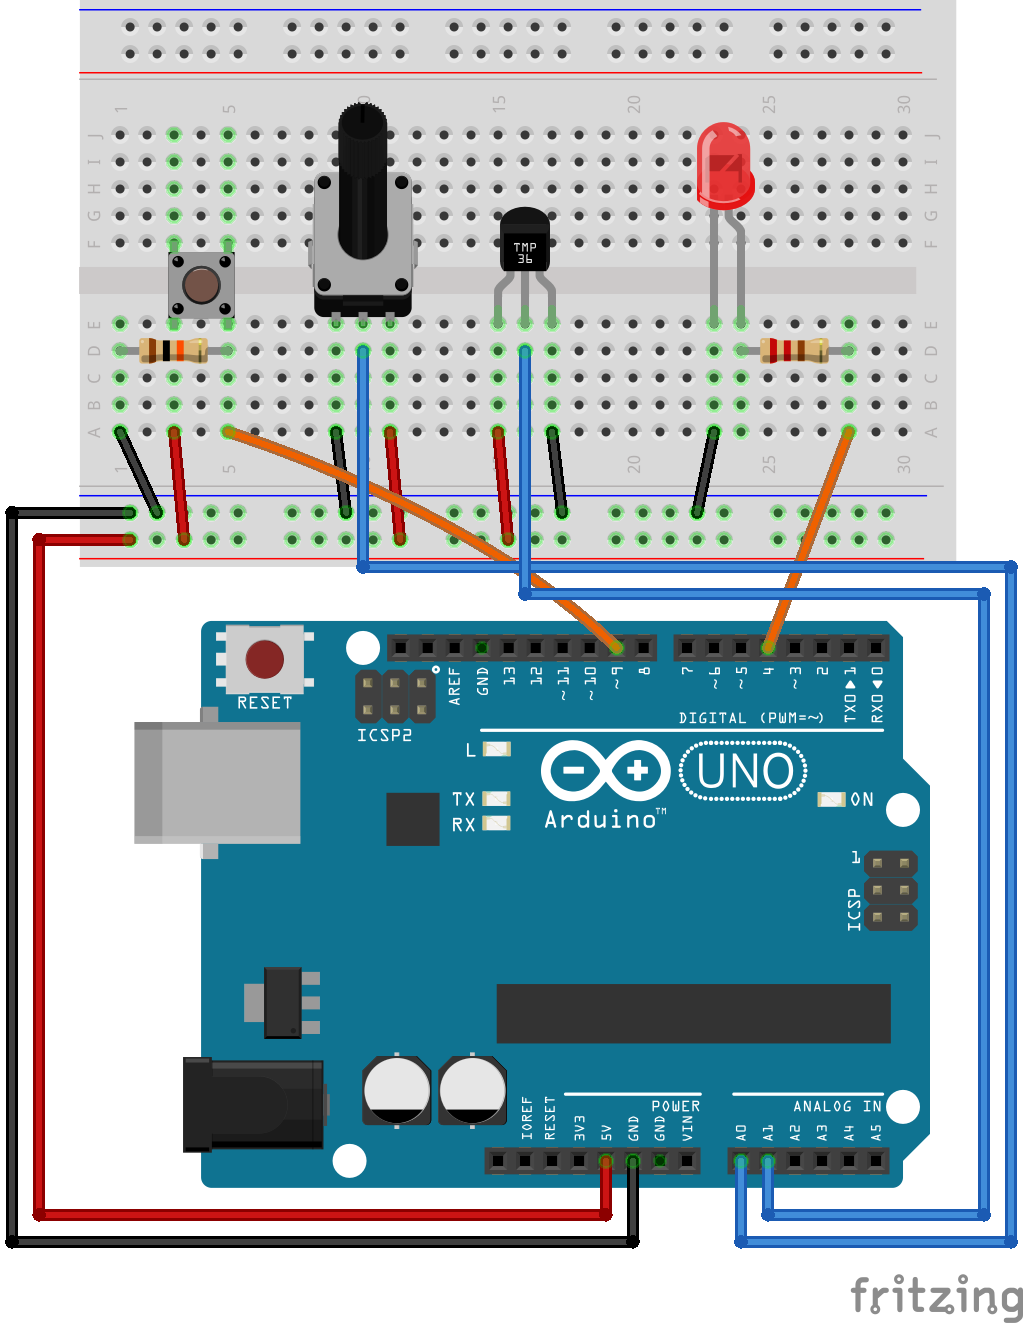 1 5 10 15 20 25 30
J J
I I
H H
G G
F F
TMP
36
E E
D D
C C
B B
A A
1 5 15 20 25 30
RESET
ICSP2
AREF
GND
13
12
~11
~10
~9
8
7
~6
~5
4
~3
2
TX0▶1
RX0◀0
DIGITAL (PWM=~)
L
TX
RX
UNO
Arduino™
ON
1
ICSP
IOREF
RESET
3V3
5V
GND
GND
VIN
POWER
A0
A1
A2
A3
A4
A5
ANALOG IN
fritzing